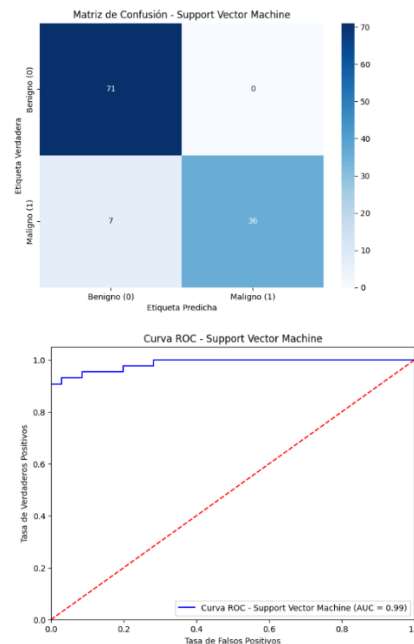 Matriz de Confusión - Support Vector Machine
70
60
50
40
30
20
10
0
Etiqueta Verdadera
Benigno (0)
Maligno (1)
71
0
7
36
Benigno (0)
Maligno (1)
Etiqueta Predicha
Curva ROC - Support Vector Machine
Tasa de Verdaderos Positivos
1.0
0.8
0.6
0.4
0.2
0.0
Curva ROC - Support Vector Machine (AUC = 0.99)
0.0
0.2
0.4
0.6
0.8
Tasa de Falsos Positivos